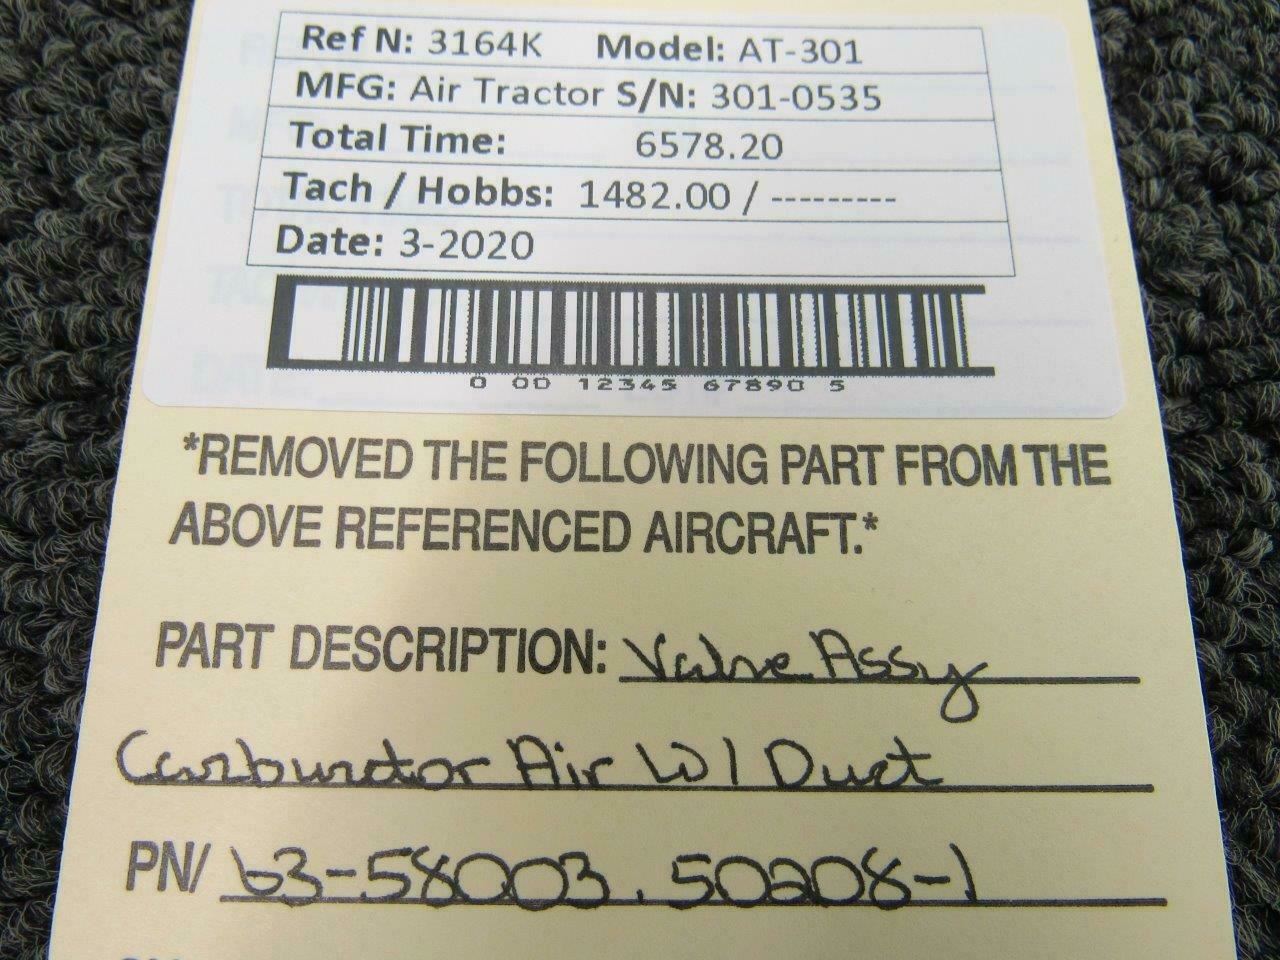 Ref N: 3164K Model: AT-301
MFG: Air Tractor S/N: 301-0535
Total Time: 6578.20
Tach / Hobbs: 1482.00 / ---------
Date: 3-2020
0 00 12345 67890 5
*REMOVED THE FOLLOWING PART FROM THE
ABOVE REFERENCED AIRCRAFT.*
PART DESCRIPTION: Valve Assy
Carburetor Air W/ Duct
PN/ 63-58003, 50208-1